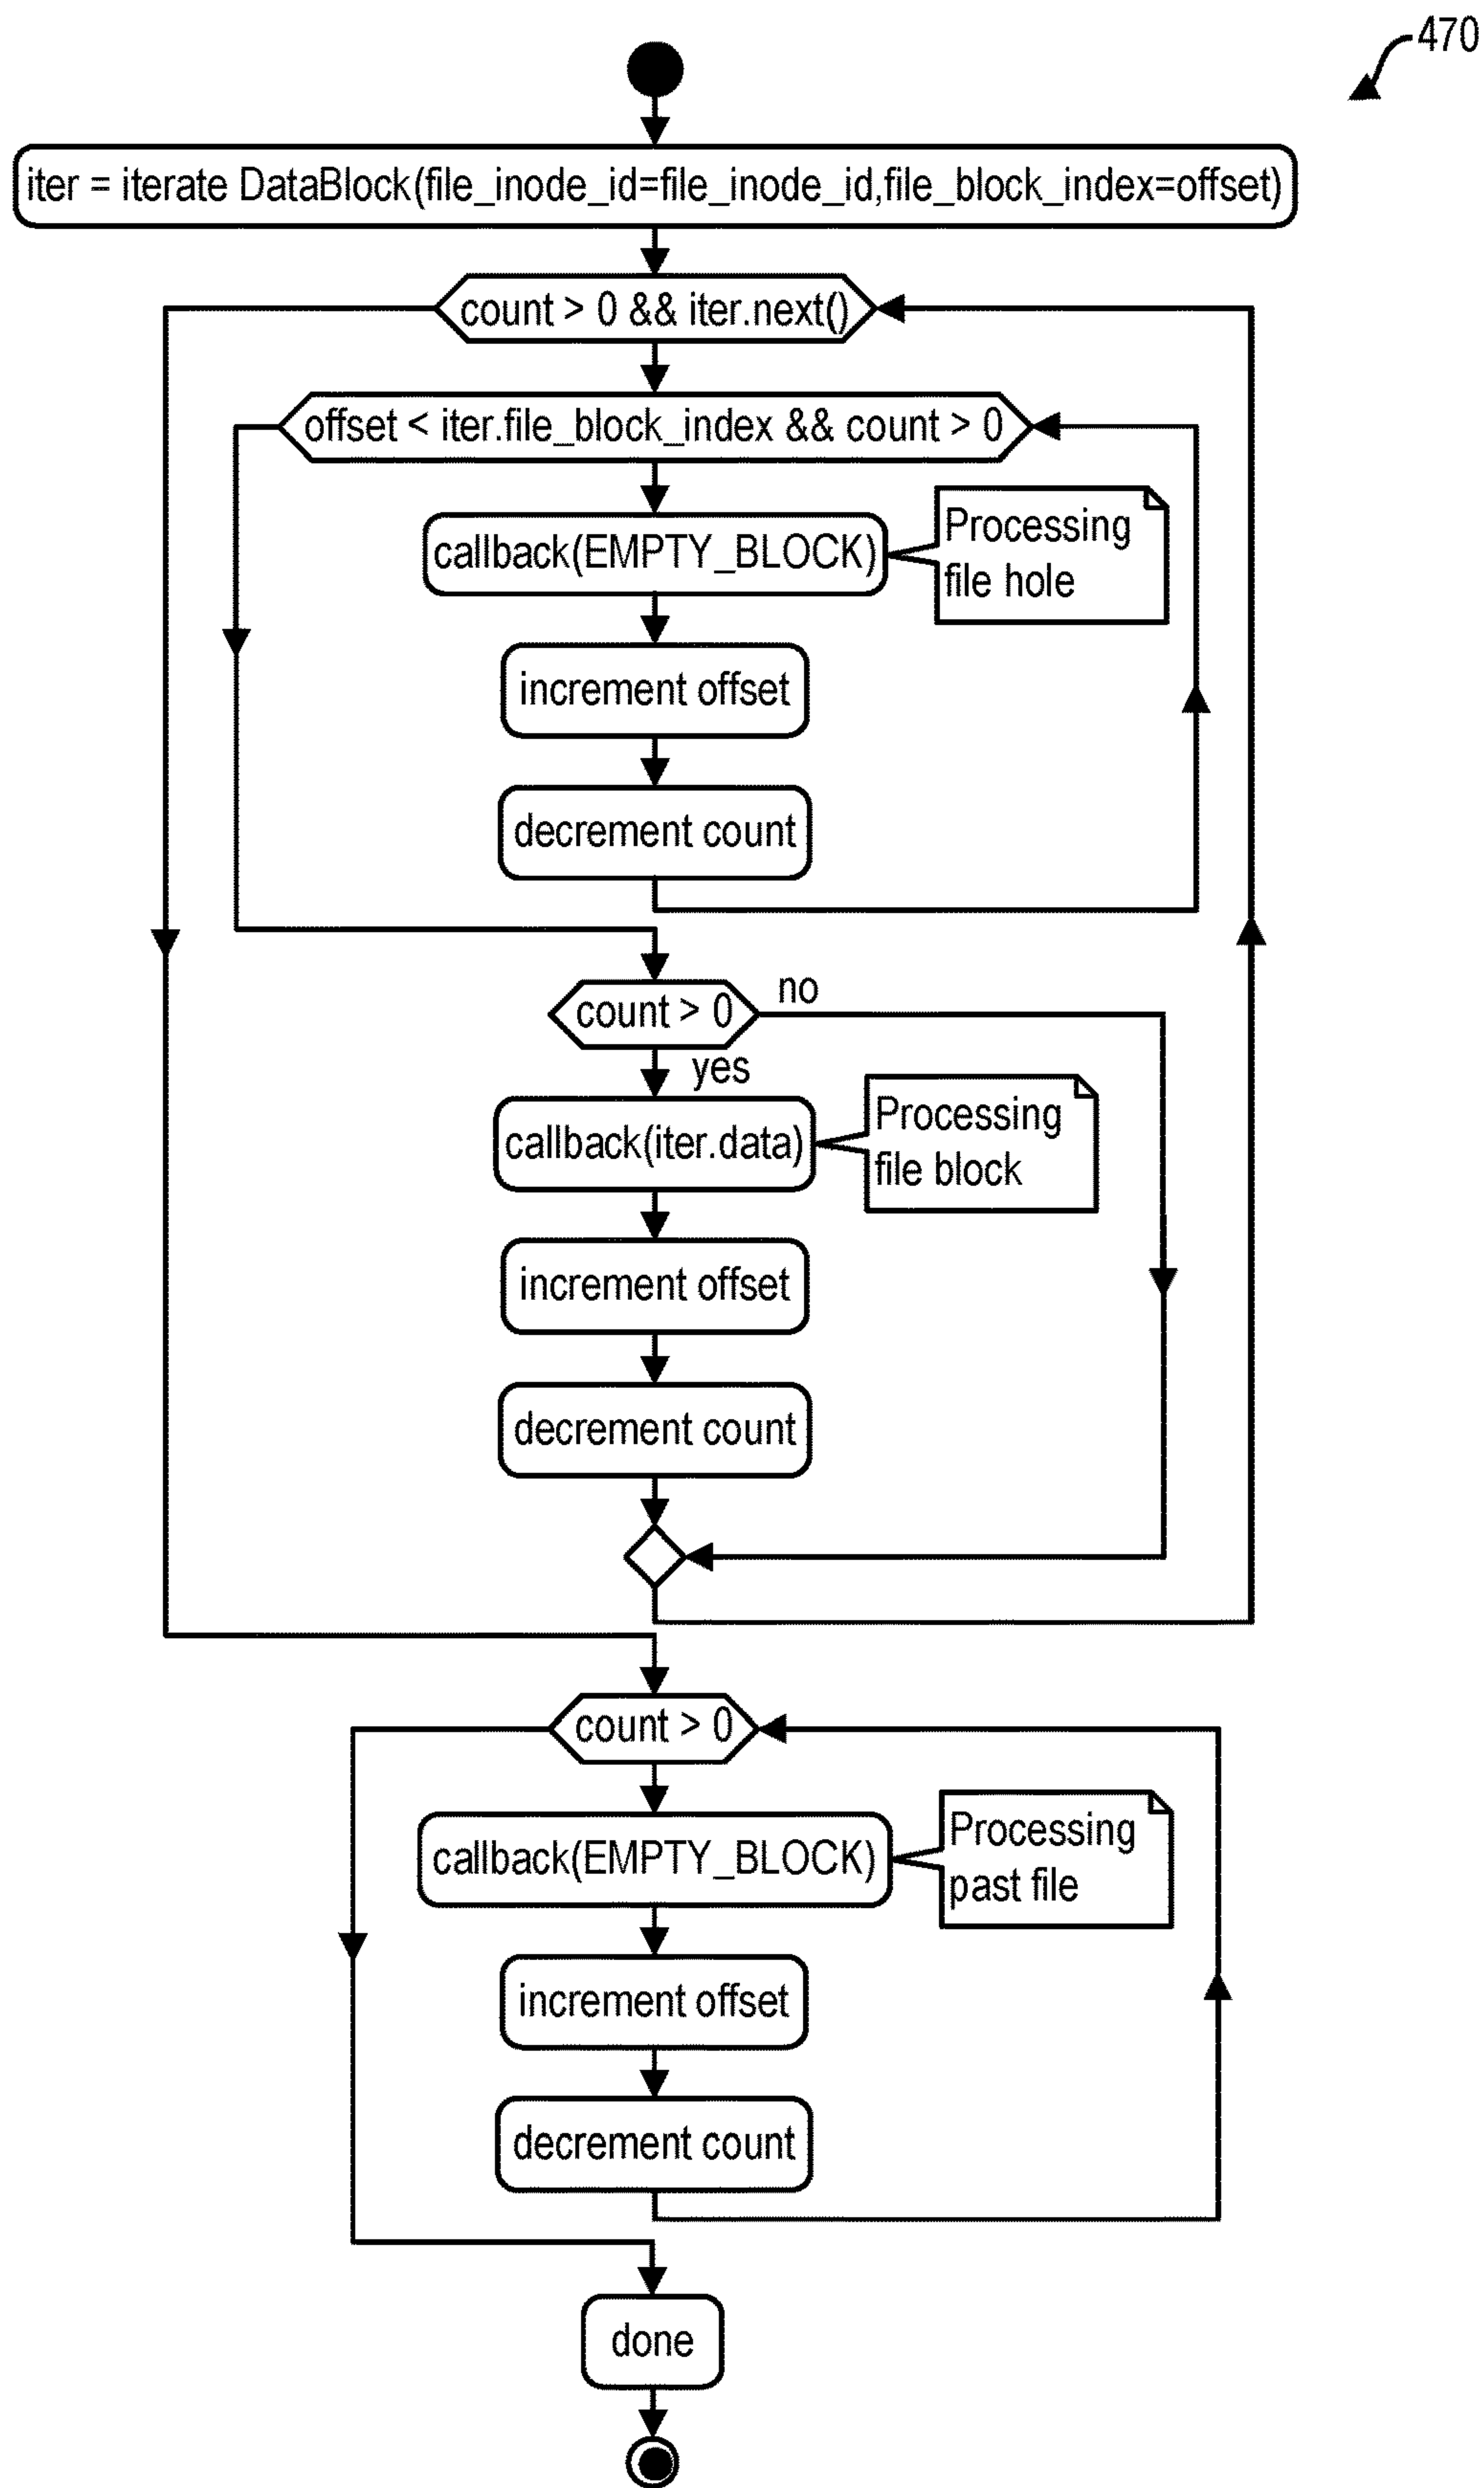 470
iter = iterate DataBlock(file_inode_id=file_inode_id,file_block_index=offset)
count > 0 && iter.next()
offset < iter.file_block_index && count > 0
callback(EMPTY_BLOCK)
Processing
file hole
increment offset
decrement count
count > 0
no
yes
callback(iter.data)
Processing
file block
increment offset
decrement count
count > 0
callback(EMPTY_BLOCK)
Processing
past file
increment offset
decrement count
done